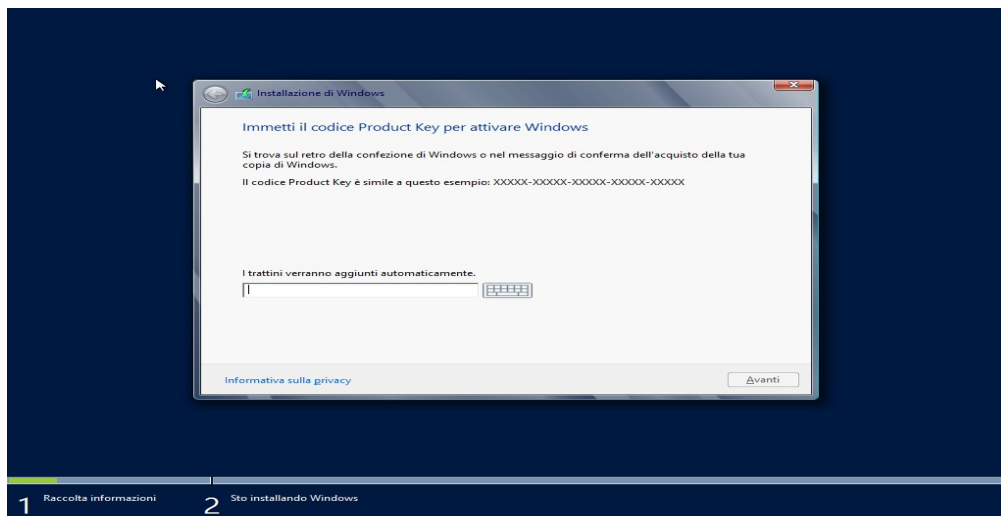 Installazione di Windows
Immetti il codice Product Key per attivare Windows
Si trova sul retro della confezione di Windows o nel messaggio di conferma dell'acquisto della tua
copia di Windows.
Il codice Product Key è simile a questo esempio: XXXXX-XXXXX-XXXXX-XXXXX-XXXXX
I trattini verranno aggiunti automaticamente.
Informativa sulla privacy
Avanti
1 Raccolta informazioni
2 Sto installando Windows